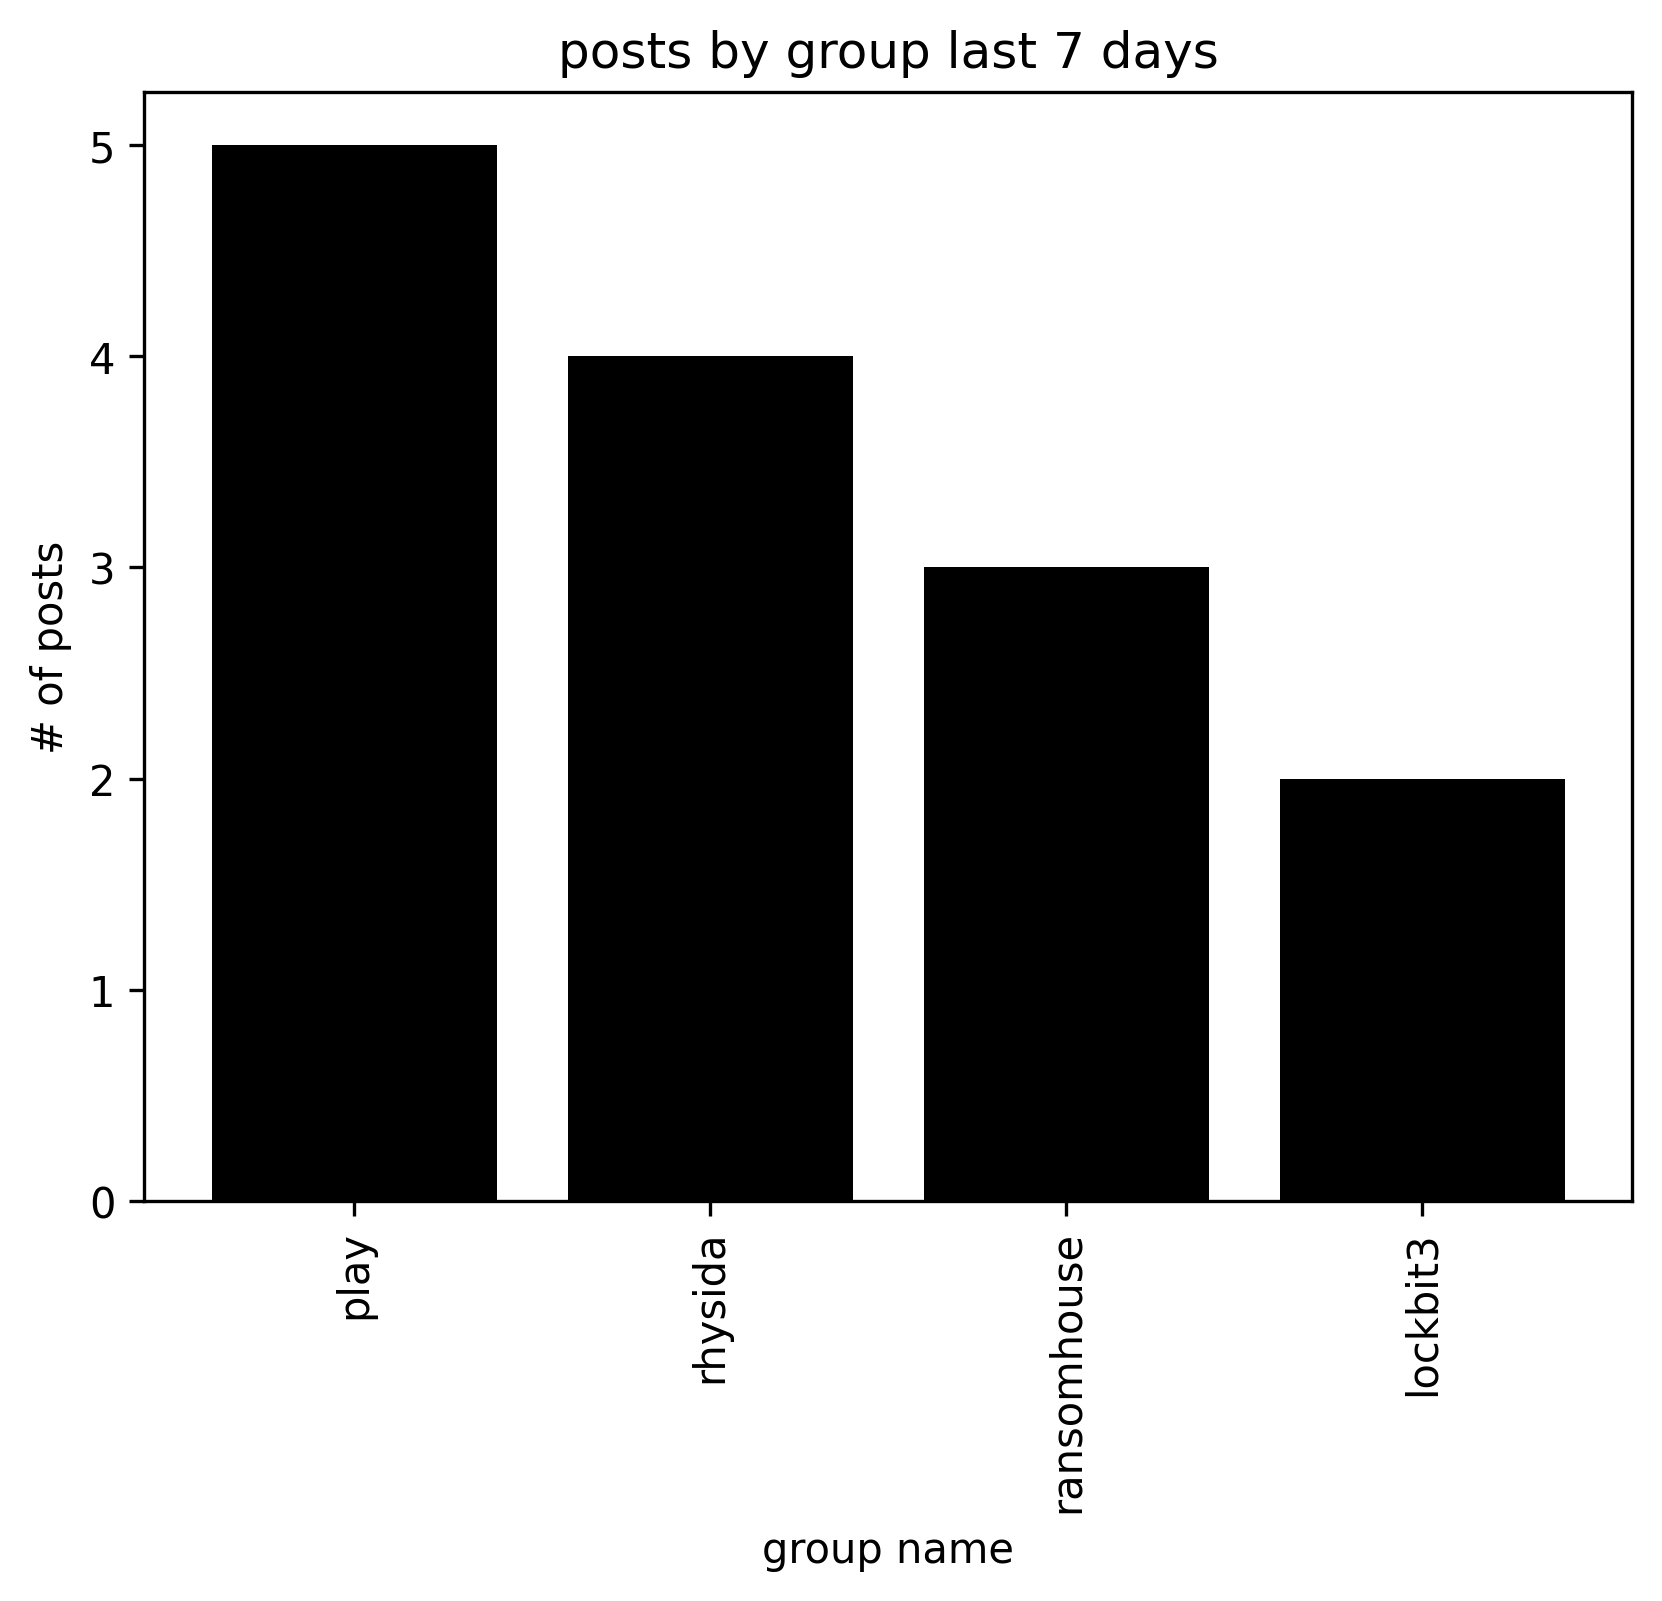 posts by group last 7 days
# of posts
5
4
3
2
1
0
play
rhysida
ransomhouse
lockbit3
group name